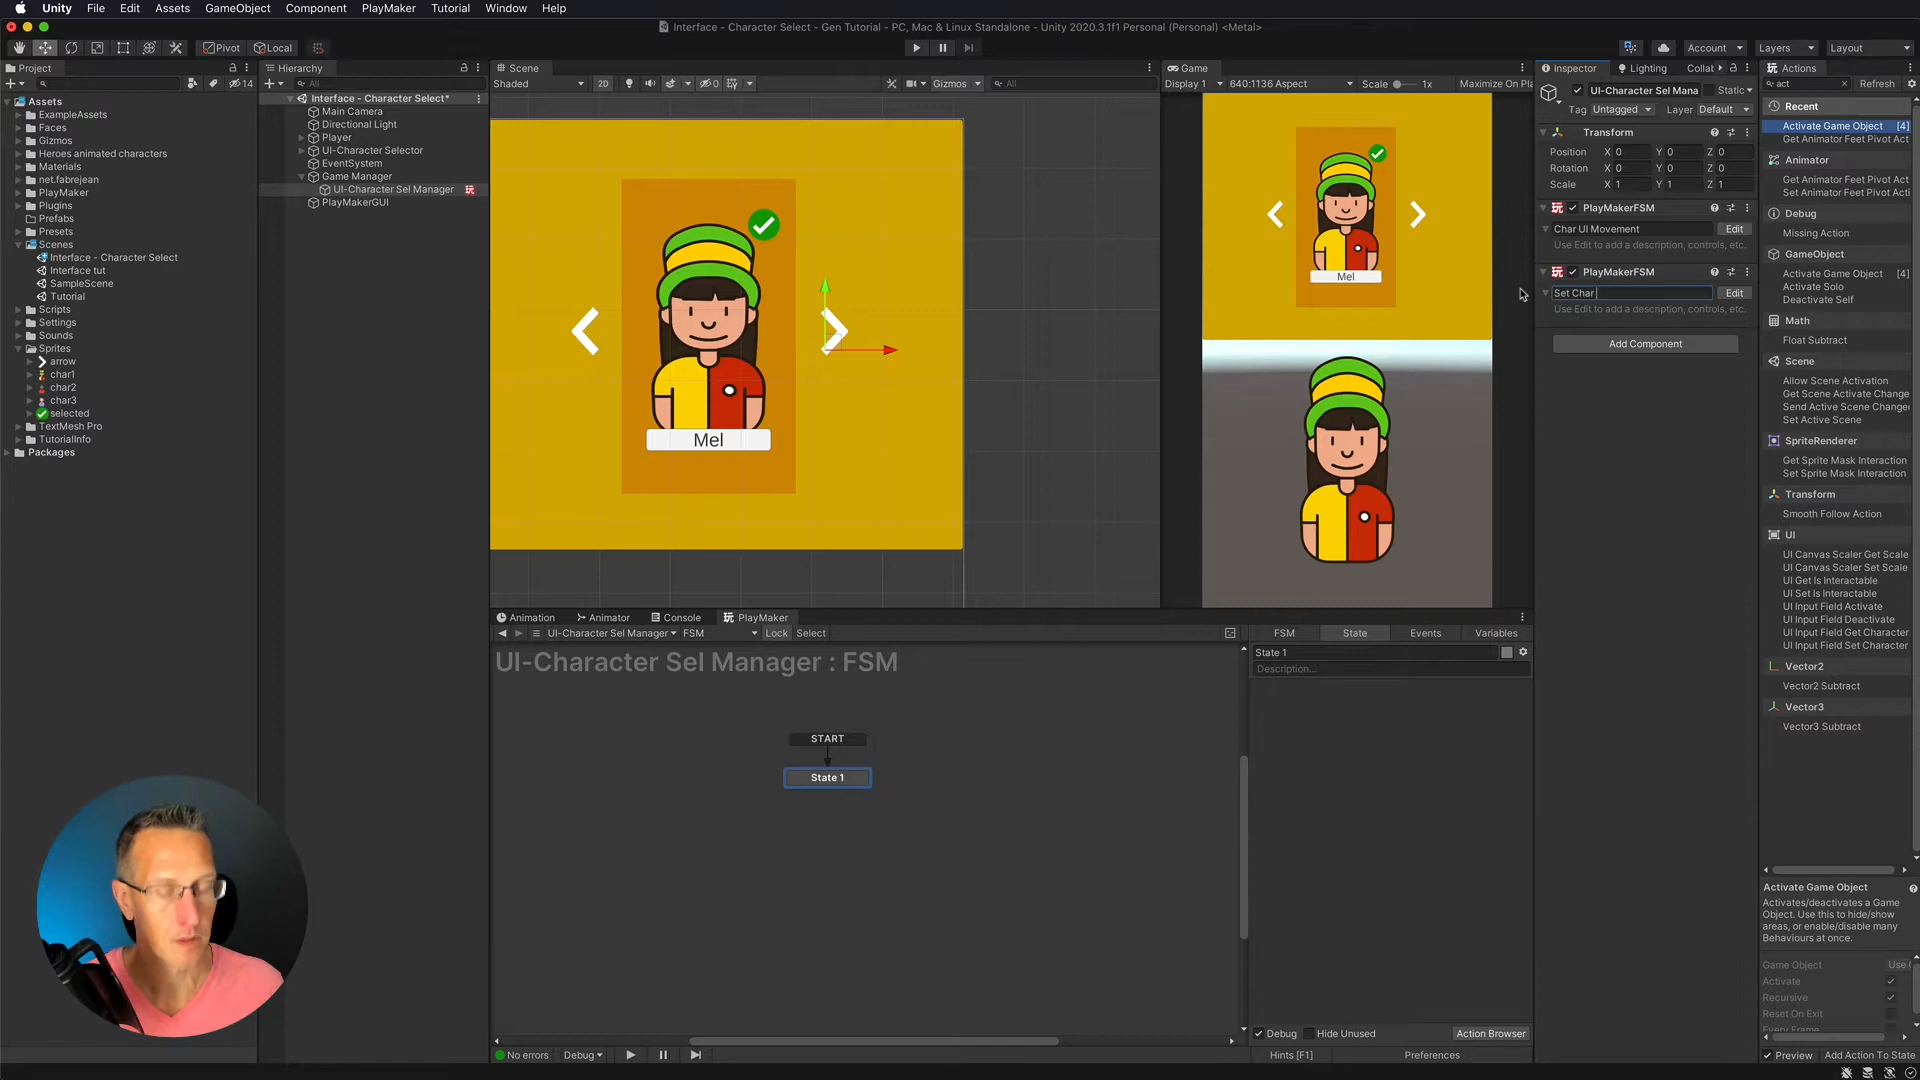 Unity File Edit Assets GameObject Component PlayMaker Tutorial Window Help
Interface - Character Select - Gen Tutorial - PC, Mac & Linux Standalone - Unity 2020.3.1f1 Personal (Personal) <Metal>
Pivot Local Account Layers Layout
Project
14
Assets
ExampleAssets
Faces
Gizmos
Heroes animated characters
Materials
net.fabrejean
PlayMaker
Plugins
Prefabs
Presets
Scenes
Interface - Character Select
Interface tut
SampleScene
Tutorial
Scripts
Settings
Sounds
Sprites
arrow
char1
char2
char3
selected
TextMesh Pro
TutorialInfo
Packages
Hierarchy
All
Interface - Character Select*
Main Camera
Directional Light
Player
UI-Character Selector
EventSystem
Game Manager
UI-Character Sel Manager
PlayMakerGUI
Scene
Shaded 2D 0 Gizmos All
Mel
Game
Display 1 640:1136 Aspect Scale 1x Maximize On Pla
Mel
Animation Animator Console PlayMaker
UI-Character Sel Manager FSM Lock Select
UI-Character Sel Manager : FSM
START
State 1
No errors Debug
FSM State Events Variables
State 1
Description...
Debug Hide Unused Action Browser
Hints [F1] Preferences
Inspector Lighting Collab
UI-Character Sel Mana Static
Tag Untagged Layer Default
Transform
Position X 0 Y 0 Z 0
Rotation X 0 Y 0 Z 0
Scale X 1 Y 1 Z 1
PlayMakerFSM
Char UI Movement Edit
Use Edit to add a description, controls, etc.
PlayMakerFSM
Set Char Edit
Use Edit to add a description, controls, etc.
Add Component
Actions
act Refresh
Recent
Activate Game Object [4]
Get Animator Feet Pivot Act
Animator
Get Animator Feet Pivot Act
Set Animator Feet Pivot Acti
Debug
Missing Action
GameObject
Activate Game Object [4]
Activate Solo
Deactivate Self
Math
Float Subtract
Scene
Allow Scene Activation
Get Scene Activate Change
Send Active Scene Change
Set Active Scene
SpriteRenderer
Get Sprite Mask Interaction
Set Sprite Mask Interaction
Transform
Smooth Follow Action
UI
UI Canvas Scaler Get Scale
UI Canvas Scaler Set Scale
UI Get Is Interactable
UI Set Is Interactable
UI Input Field Activate
UI Input Field Deactivate
UI Input Field Get Character
UI Input Field Set Character
Vector2
Vector2 Subtract
Vector3
Vector3 Subtract
Activate Game Object
Activates/deactivates a Game
Object. Use this to hide/show
areas, or enable/disable many
Behaviours at once.
Game Object Use
Activate
Recursive
Reset On Exit
Every Frame
Preview Add Action To State